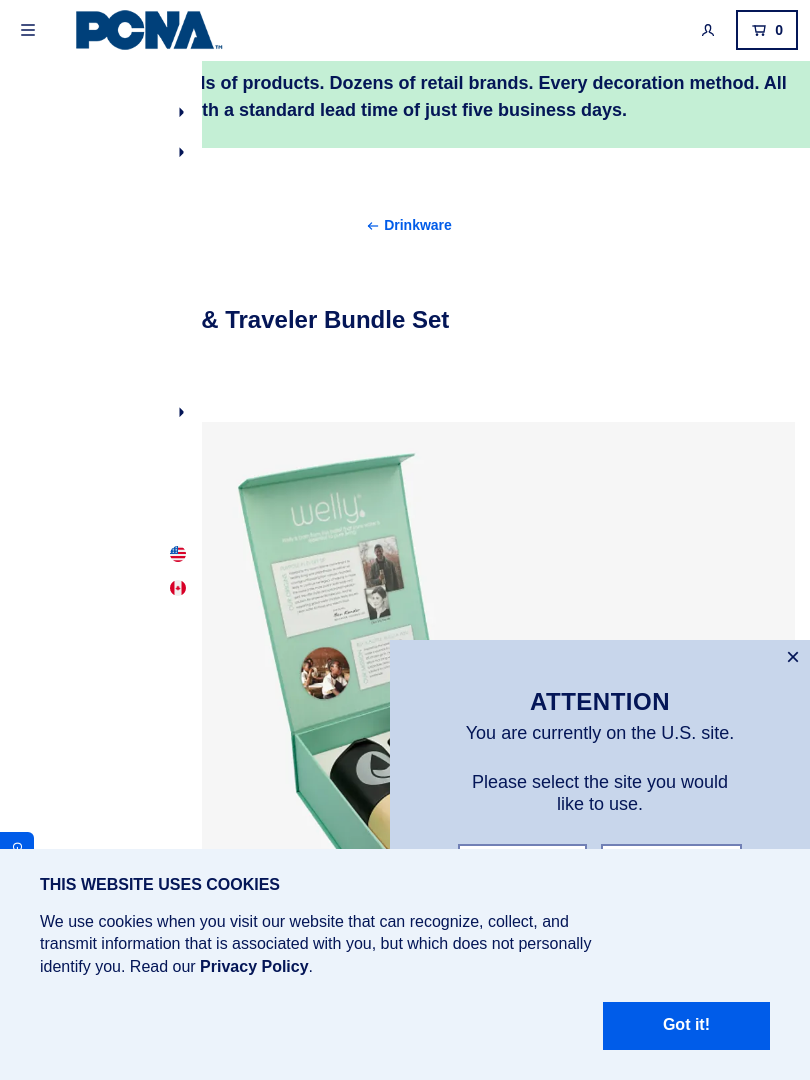 PCNA™
0
ls of products. Dozens of retail brands. Every decoration method. All
th a standard lead time of just five business days.
Drinkware
& Traveler Bundle Set
welly
ATTENTION
You are currently on the U.S. site.
Please select the site you would
like to use.
THIS WEBSITE USES COOKIES
We use cookies when you visit our website that can recognize, collect, and
transmit information that is associated with you, but which does not personally
identify you. Read our Privacy Policy.
Got it!